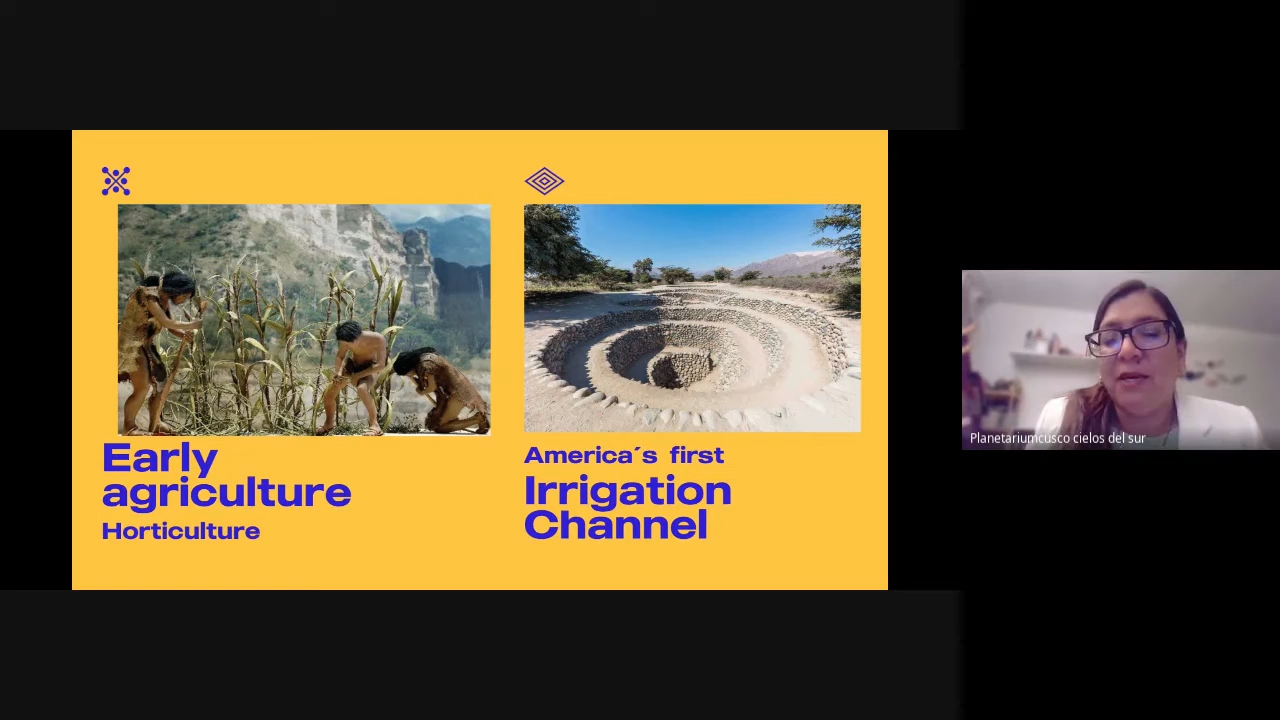 Early
agriculture
Horticulture
America´s first
Irrigation
Channel
Planetariumcusco cielos del sur